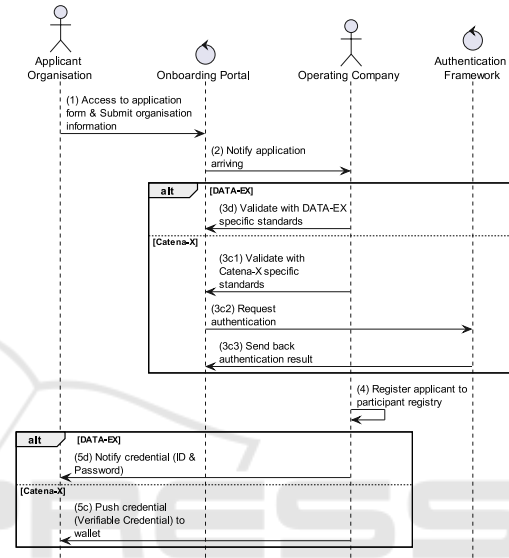 Applicant
Organisation
Onboarding Portal
Operating Company
Authentication
Framework
(1) Access to application
form & Submit organisation
information
(2) Notify application
arriving
alt
[DATA-EX]
(3d) Validate with DATA-EX
specific standards
[Catena-X]
(3c1) Validate with
Catena-X specific
standards
(3c2) Request
authentication
(3c3) Send back
authentication result
(4) Register applicant to
participant registry
alt
[DATA-EX]
(5d) Notify credential (ID &
Password)
[Catena-X]
(5c) Push credential
(Verifiable Credential) to
wallet